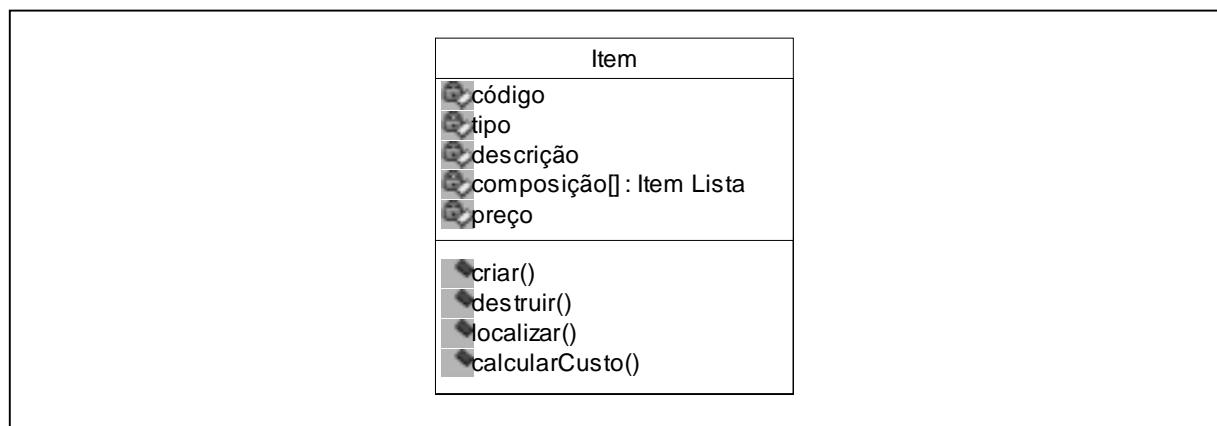 Item
código
tipo
descrição
composição[] : Item Lista
preço
criar()
destruir()
localizar()
calcularCusto()